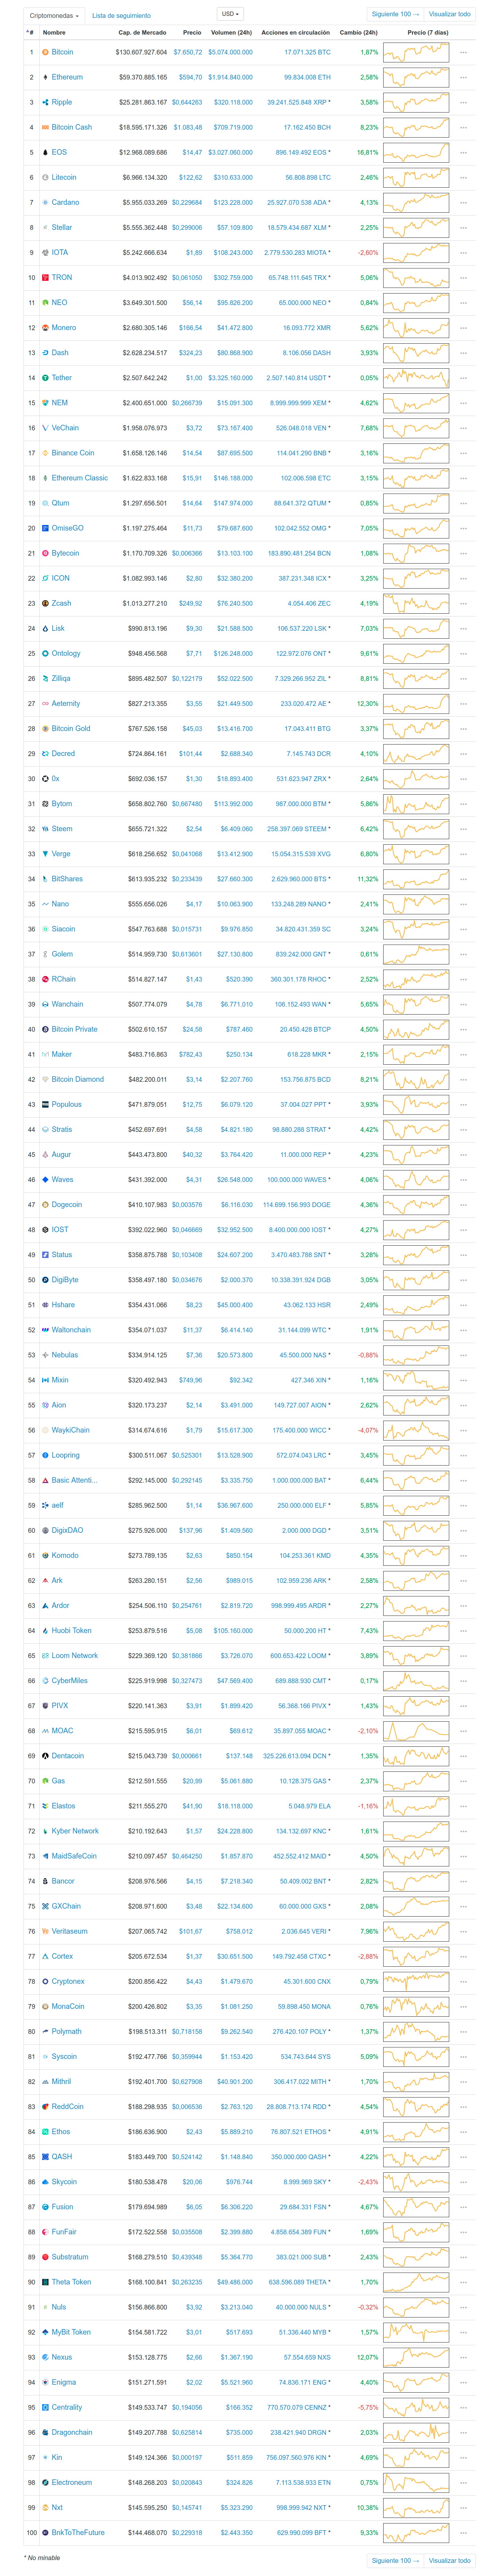 Criptomonedas Lista de seguimiento USD Siguiente 100 → Visualizar todo
# Nombre Cap. de Mercado Precio Volumen (24h) Acciones en circulación Cambio (24h) Precio (7 días)
1 Bitcoin $130.607.927.604 $7.650,72 $5.074.000.000 17.071.325 BTC 1,87%
2 Ethereum $59.370.885.165 $594,70 $1.914.840.000 99.834.008 ETH 2,58%
3 Ripple $25.281.863.167 $0,644263 $320.118.000 39.241.525.848 XRP * 3,58%
4 Bitcoin Cash $18.595.171.326 $1.083,48 $709.719.000 17.162.450 BCH 8,23%
5 EOS $12.968.089.686 $14,47 $3.027.060.000 896.149.492 EOS * 16,81%
6 Litecoin $6.966.134.320 $122,62 $310.633.000 56.808.898 LTC 2,46%
7 Cardano $5.955.033.269 $0,229684 $123.228.000 25.927.070.538 ADA * 4,13%
8 Stellar $5.555.362.448 $0,299006 $57.109.800 18.579.434.687 XLM * 2,25%
9 IOTA $5.242.666.634 $1,89 $108.243.000 2.779.530.283 MIOTA * -2,60%
10 TRON $4.013.902.492 $0,061050 $302.759.000 65.748.111.645 TRX * 5,06%
11 NEO $3.649.301.500 $56,14 $95.826.200 65.000.000 NEO * 0,84%
12 Monero $2.680.305.146 $166,54 $41.472.800 16.093.772 XMR 5,62%
13 Dash $2.628.234.517 $324,23 $80.868.900 8.106.056 DASH 3,93%
14 Tether $2.507.642.242 $1,00 $3.325.160.000 2.507.140.814 USDT * 0,05%
15 NEM $2.400.651.000 $0,266739 $15.091.300 8.999.999.999 XEM * 4,62%
16 VeChain $1.958.076.973 $3,72 $73.167.400 526.048.018 VEN * 7,68%
17 Binance Coin $1.658.126.146 $14,54 $87.695.500 114.041.290 BNB * 3,16%
18 Ethereum Classic $1.622.833.168 $15,91 $146.188.000 102.006.598 ETC 3,15%
19 Qtum $1.297.656.501 $14,64 $147.974.000 88.641.372 QTUM * 0,85%
20 OmiseGO $1.197.275.464 $11,73 $79.687.600 102.042.552 OMG * 7,05%
21 Bytecoin $1.170.709.326 $0,006366 $13.103.100 183.890.481.254 BCN 1,08%
22 ICON $1.082.993.146 $2,80 $32.380.200 387.231.348 ICX * 3,25%
23 Zcash $1.013.277.210 $249,92 $76.240.500 4.054.406 ZEC 4,19%
24 Lisk $990.813.196 $9,30 $21.588.500 106.537.220 LSK * 7,03%
25 Ontology $948.456.568 $7,71 $126.248.000 122.972.076 ONT * 9,61%
26 Zilliqa $895.482.507 $0,122179 $52.022.500 7.329.266.952 ZIL * 8,81%
27 Aeternity $827.213.355 $3,55 $21.449.500 233.020.472 AE * 12,30%
28 Bitcoin Gold $767.526.158 $45,03 $13.416.700 17.043.411 BTG 3,37%
29 Decred $724.864.161 $101,44 $2.688.340 7.145.743 DCR 4,10%
30 0x $692.036.157 $1,30 $18.893.400 531.623.947 ZRX * 2,64%
31 Bytom $658.802.760 $0,667480 $113.992.000 987.000.000 BTM * 5,86%
32 Steem $655.721.322 $2,54 $6.409.060 258.397.069 STEEM * 6,42%
33 Verge $618.256.652 $0,041068 $13.412.900 15.054.315.539 XVG 6,80%
34 BitShares $613.935.232 $0,233439 $27.660.300 2.629.960.000 BTS * 11,32%
35 Nano $555.656.026 $4,17 $10.063.900 133.248.289 NANO * 2,41%
36 Siacoin $547.763.688 $0,015731 $9.976.850 34.820.431.359 SC 3,24%
37 Golem $514.959.730 $0,613601 $27.130.800 839.242.000 GNT * 0,61%
38 RChain $514.827.147 $1,43 $520.390 360.301.178 RHOC * 2,52%
39 Wanchain $507.774.079 $4,78 $6.771.010 106.152.493 WAN * 5,65%
40 Bitcoin Private $502.610.157 $24,58 $787.460 20.450.428 BTCP 4,50%
41 Maker $483.716.863 $782,43 $250.134 618.228 MKR * 2,15%
42 Bitcoin Diamond $482.200.011 $3,14 $2.207.760 153.756.875 BCD 8,21%
43 Populous $471.879.051 $12,75 $6.079.120 37.004.027 PPT * 3,93%
44 Stratis $452.697.691 $4,58 $4.821.180 98.880.288 STRAT * 4,42%
45 Augur $443.473.800 $40,32 $3.764.420 11.000.000 REP * 4,23%
46 Waves $431.392.000 $4,31 $26.548.000 100.000.000 WAVES * 4,06%
47 Dogecoin $410.107.983 $0,003576 $6.116.030 114.699.156.993 DOGE 4,36%
48 IOST $392.022.960 $0,046669 $32.952.500 8.400.000.000 IOST * 4,27%
49 Status $358.875.788 $0,103408 $24.607.200 3.470.483.788 SNT * 3,28%
50 DigiByte $358.497.180 $0,034676 $2.000.370 10.338.391.924 DGB 3,05%
51 Hshare $354.431.066 $8,23 $45.000.400 43.062.133 HSR 2,49%
52 Waltonchain $354.071.037 $11,37 $6.414.140 31.144.099 WTC * 1,91%
53 Nebulas $334.914.125 $7,36 $20.573.800 45.500.000 NAS * -0,88%
54 Mixin $320.492.943 $749,96 $92.342 427.346 XIN * 1,16%
55 Aion $320.173.237 $2,14 $3.491.000 149.727.007 AION * 2,62%
56 WaykiChain $314.674.616 $1,79 $15.617.300 175.400.000 WICC * -4,07%
57 Loopring $300.511.067 $0,525301 $13.528.900 572.074.043 LRC * 3,45%
58 Basic Attenti... $292.145.000 $0,292145 $3.335.750 1.000.000.000 BAT * 6,44%
59 aelf $285.962.500 $1,14 $36.967.600 250.000.000 ELF * 5,85%
60 DigixDAO $275.926.000 $137,96 $1.409.560 2.000.000 DGD * 3,51%
61 Komodo $273.789.135 $2,63 $850.154 104.253.361 KMD 4,35%
62 Ark $263.280.151 $2,56 $989.015 102.959.236 ARK * 2,58%
63 Ardor $254.506.110 $0,254761 $2.819.720 998.999.495 ARDR * 2,27%
64 Huobi Token $253.879.516 $5,08 $105.160.000 50.000.200 HT * 7,43%
65 Loom Network $229.369.120 $0,381866 $3.726.070 600.653.422 LOOM * 3,89%
66 CyberMiles $225.919.998 $0,327473 $47.569.400 689.888.930 CMT * 0,17%
67 PIVX $220.141.363 $3,91 $1.899.420 56.368.166 PIVX * 1,43%
68 MOAC $215.595.915 $6,01 $69.612 35.897.055 MOAC * -2,10%
69 Dentacoin $215.043.739 $0,000661 $137.148 325.226.613.094 DCN * 1,35%
70 Gas $212.591.555 $20,99 $5.061.880 10.128.375 GAS * 2,37%
71 Elastos $211.555.270 $41,90 $18.118.000 5.048.979 ELA -1,16%
72 Kyber Network $210.192.643 $1,57 $24.228.800 134.132.697 KNC * 1,61%
73 MaidSafeCoin $210.097.457 $0,464250 $1.857.870 452.552.412 MAID * 4,50%
74 Bancor $208.976.566 $4,15 $7.218.340 50.409.002 BNT * 2,82%
75 GXChain $208.971.600 $3,48 $22.134.600 60.000.000 GXS * 2,08%
76 Veritaseum $207.065.742 $101,67 $758.012 2.036.645 VERI * 7,96%
77 Cortex $205.672.534 $1,37 $30.651.500 149.792.458 CTXC * -2,88%
78 Cryptonex $200.856.422 $4,43 $1.479.670 45.301.600 CNX 0,79%
79 MonaCoin $200.426.802 $3,35 $1.081.250 59.898.450 MONA 0,76%
80 Polymath $198.513.311 $0,718158 $9.262.540 276.420.107 POLY * 1,37%
81 Syscoin $192.477.766 $0,359944 $1.153.420 534.743.644 SYS 5,09%
82 Mithril $192.401.700 $0,627908 $40.901.200 306.417.022 MITH * 1,70%
83 ReddCoin $188.298.935 $0,006536 $2.763.120 28.808.713.174 RDD * 4,54%
84 Ethos $186.636.900 $2,43 $5.889.210 76.807.521 ETHOS * 4,91%
85 QASH $183.449.700 $0,524142 $1.148.840 350.000.000 QASH * 4,22%
86 Skycoin $180.538.478 $20,06 $976.744 8.999.969 SKY * -2,43%
87 Fusion $179.694.989 $6,05 $6.306.220 29.684.331 FSN * 4,67%
88 FunFair $172.522.558 $0,035508 $2.399.880 4.858.654.389 FUN * 1,69%
89 Substratum $168.279.510 $0,439348 $5.364.770 383.021.000 SUB * 2,43%
90 Theta Token $168.100.841 $0,263235 $49.486.000 638.596.089 THETA * 1,70%
91 Nuls $156.866.800 $3,92 $3.213.040 40.000.000 NULS * -0,32%
92 MyBit Token $154.581.722 $3,01 $517.693 51.336.440 MYB * 1,57%
93 Nexus $153.128.775 $2,66 $1.367.190 57.554.659 NXS 12,07%
94 Enigma $151.271.591 $2,02 $5.521.960 74.836.171 ENG * 4,40%
95 Centrality $149.533.747 $0,194056 $166.352 770.570.079 CENNZ * -5,75%
96 Dragonchain $149.207.788 $0,625814 $735.000 238.421.940 DRGN * 2,03%
97 Kin $149.124.366 $0,000197 $511.859 756.097.560.976 KIN * 4,69%
98 Electroneum $148.268.203 $0,020843 $324.826 7.113.538.933 ETN 0,75%
99 Nxt $145.595.250 $0,145741 $5.323.290 998.999.942 NXT * 10,38%
100 BnkToTheFuture $144.468.070 $0,229318 $2.443.350 629.990.099 BFT * 9,33%
* No minable
Siguiente 100 → Visualizar todo